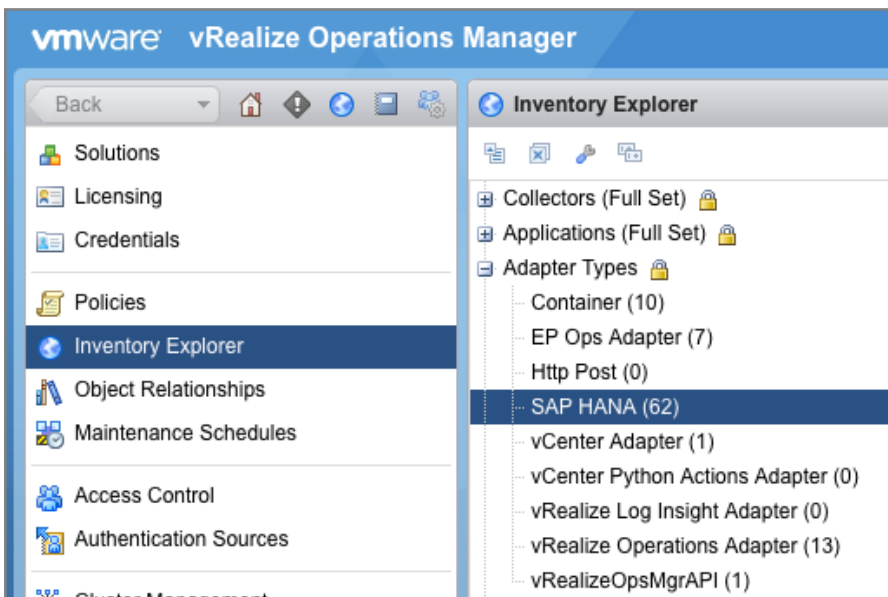 vmware vRealize Operations Manager
Back
Solutions
Licensing
Credentials
Policies
Inventory Explorer
Object Relationships
Maintenance Schedules
Access Control
Authentication Sources
Cluster Management
Inventory Explorer
Collectors (Full Set)
Applications (Full Set)
Adapter Types
Container (10)
EP Ops Adapter (7)
Http Post (0)
SAP HANA (62)
vCenter Adapter (1)
vCenter Python Actions Adapter (0)
vRealize Log Insight Adapter (0)
vRealize Operations Adapter (13)
vRealizeOpsMgrAPI (1)